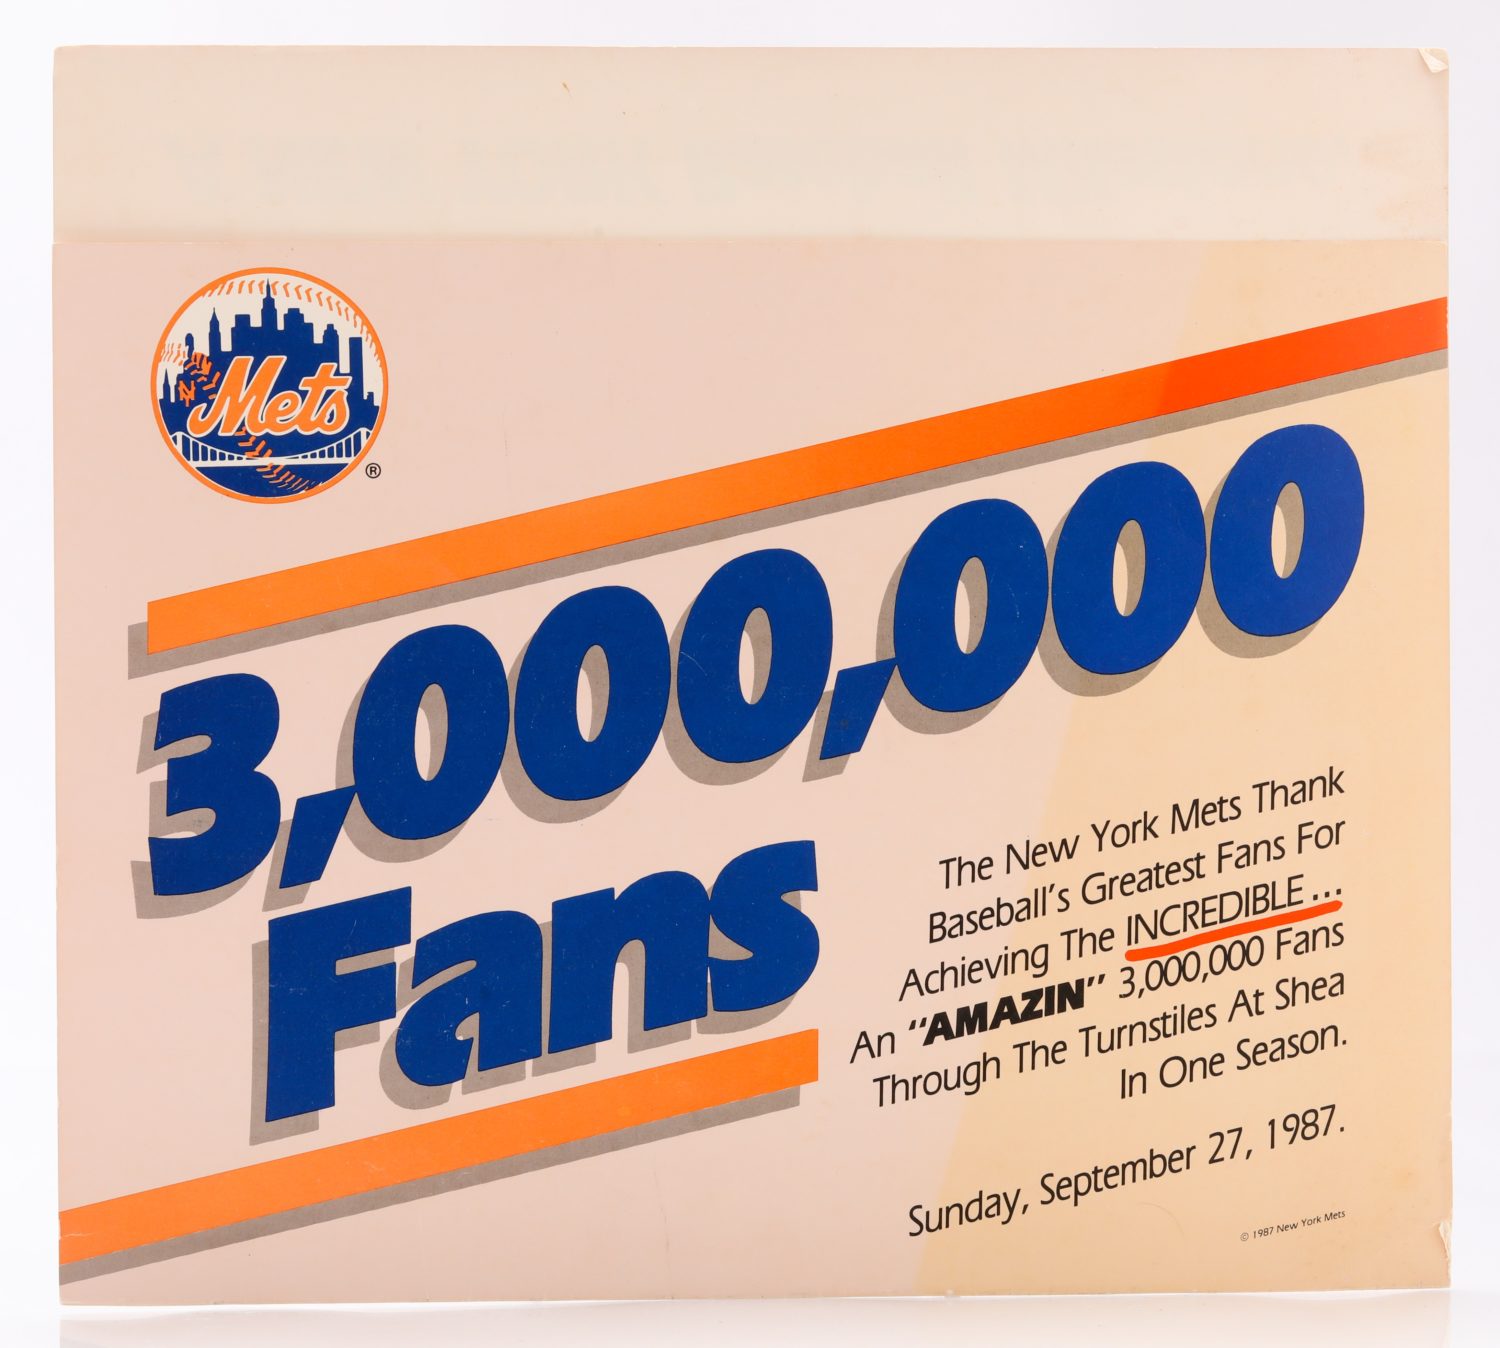 Mets
®
3,000,000
Fans
The New York Mets Thank
Baseball's Greatest Fans For
Achieving The INCREDIBLE...
An "AMAZIN" 3,000,000 Fans
Through The Turnstiles At Shea
In One Season.
Sunday, September 27, 1987.
© 1987 New York Mets